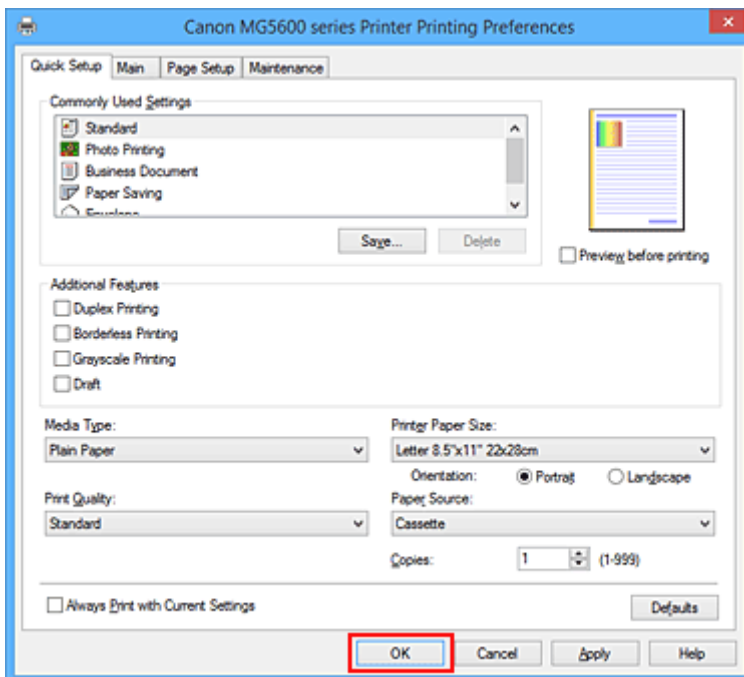 Canon MG5600 series Printer Printing Preferences
Quick Setup Main Page Setup Maintenance
Commonly Used Settings
Standard
Photo Printing
Business Document
Paper Saving
Envelope
Save... Delete
Preview before printing
Additional Features
Duplex Printing
Borderless Printing
Grayscale Printing
Draft
Media Type:
Plain Paper
Printer Paper Size:
Letter 8.5"x11" 22x28cm
Orientation: Portrait Landscape
Print Quality:
Standard
Paper Source:
Cassette
Copies: 1 (1-999)
Always Print with Current Settings
Defaults
OK Cancel Apply Help